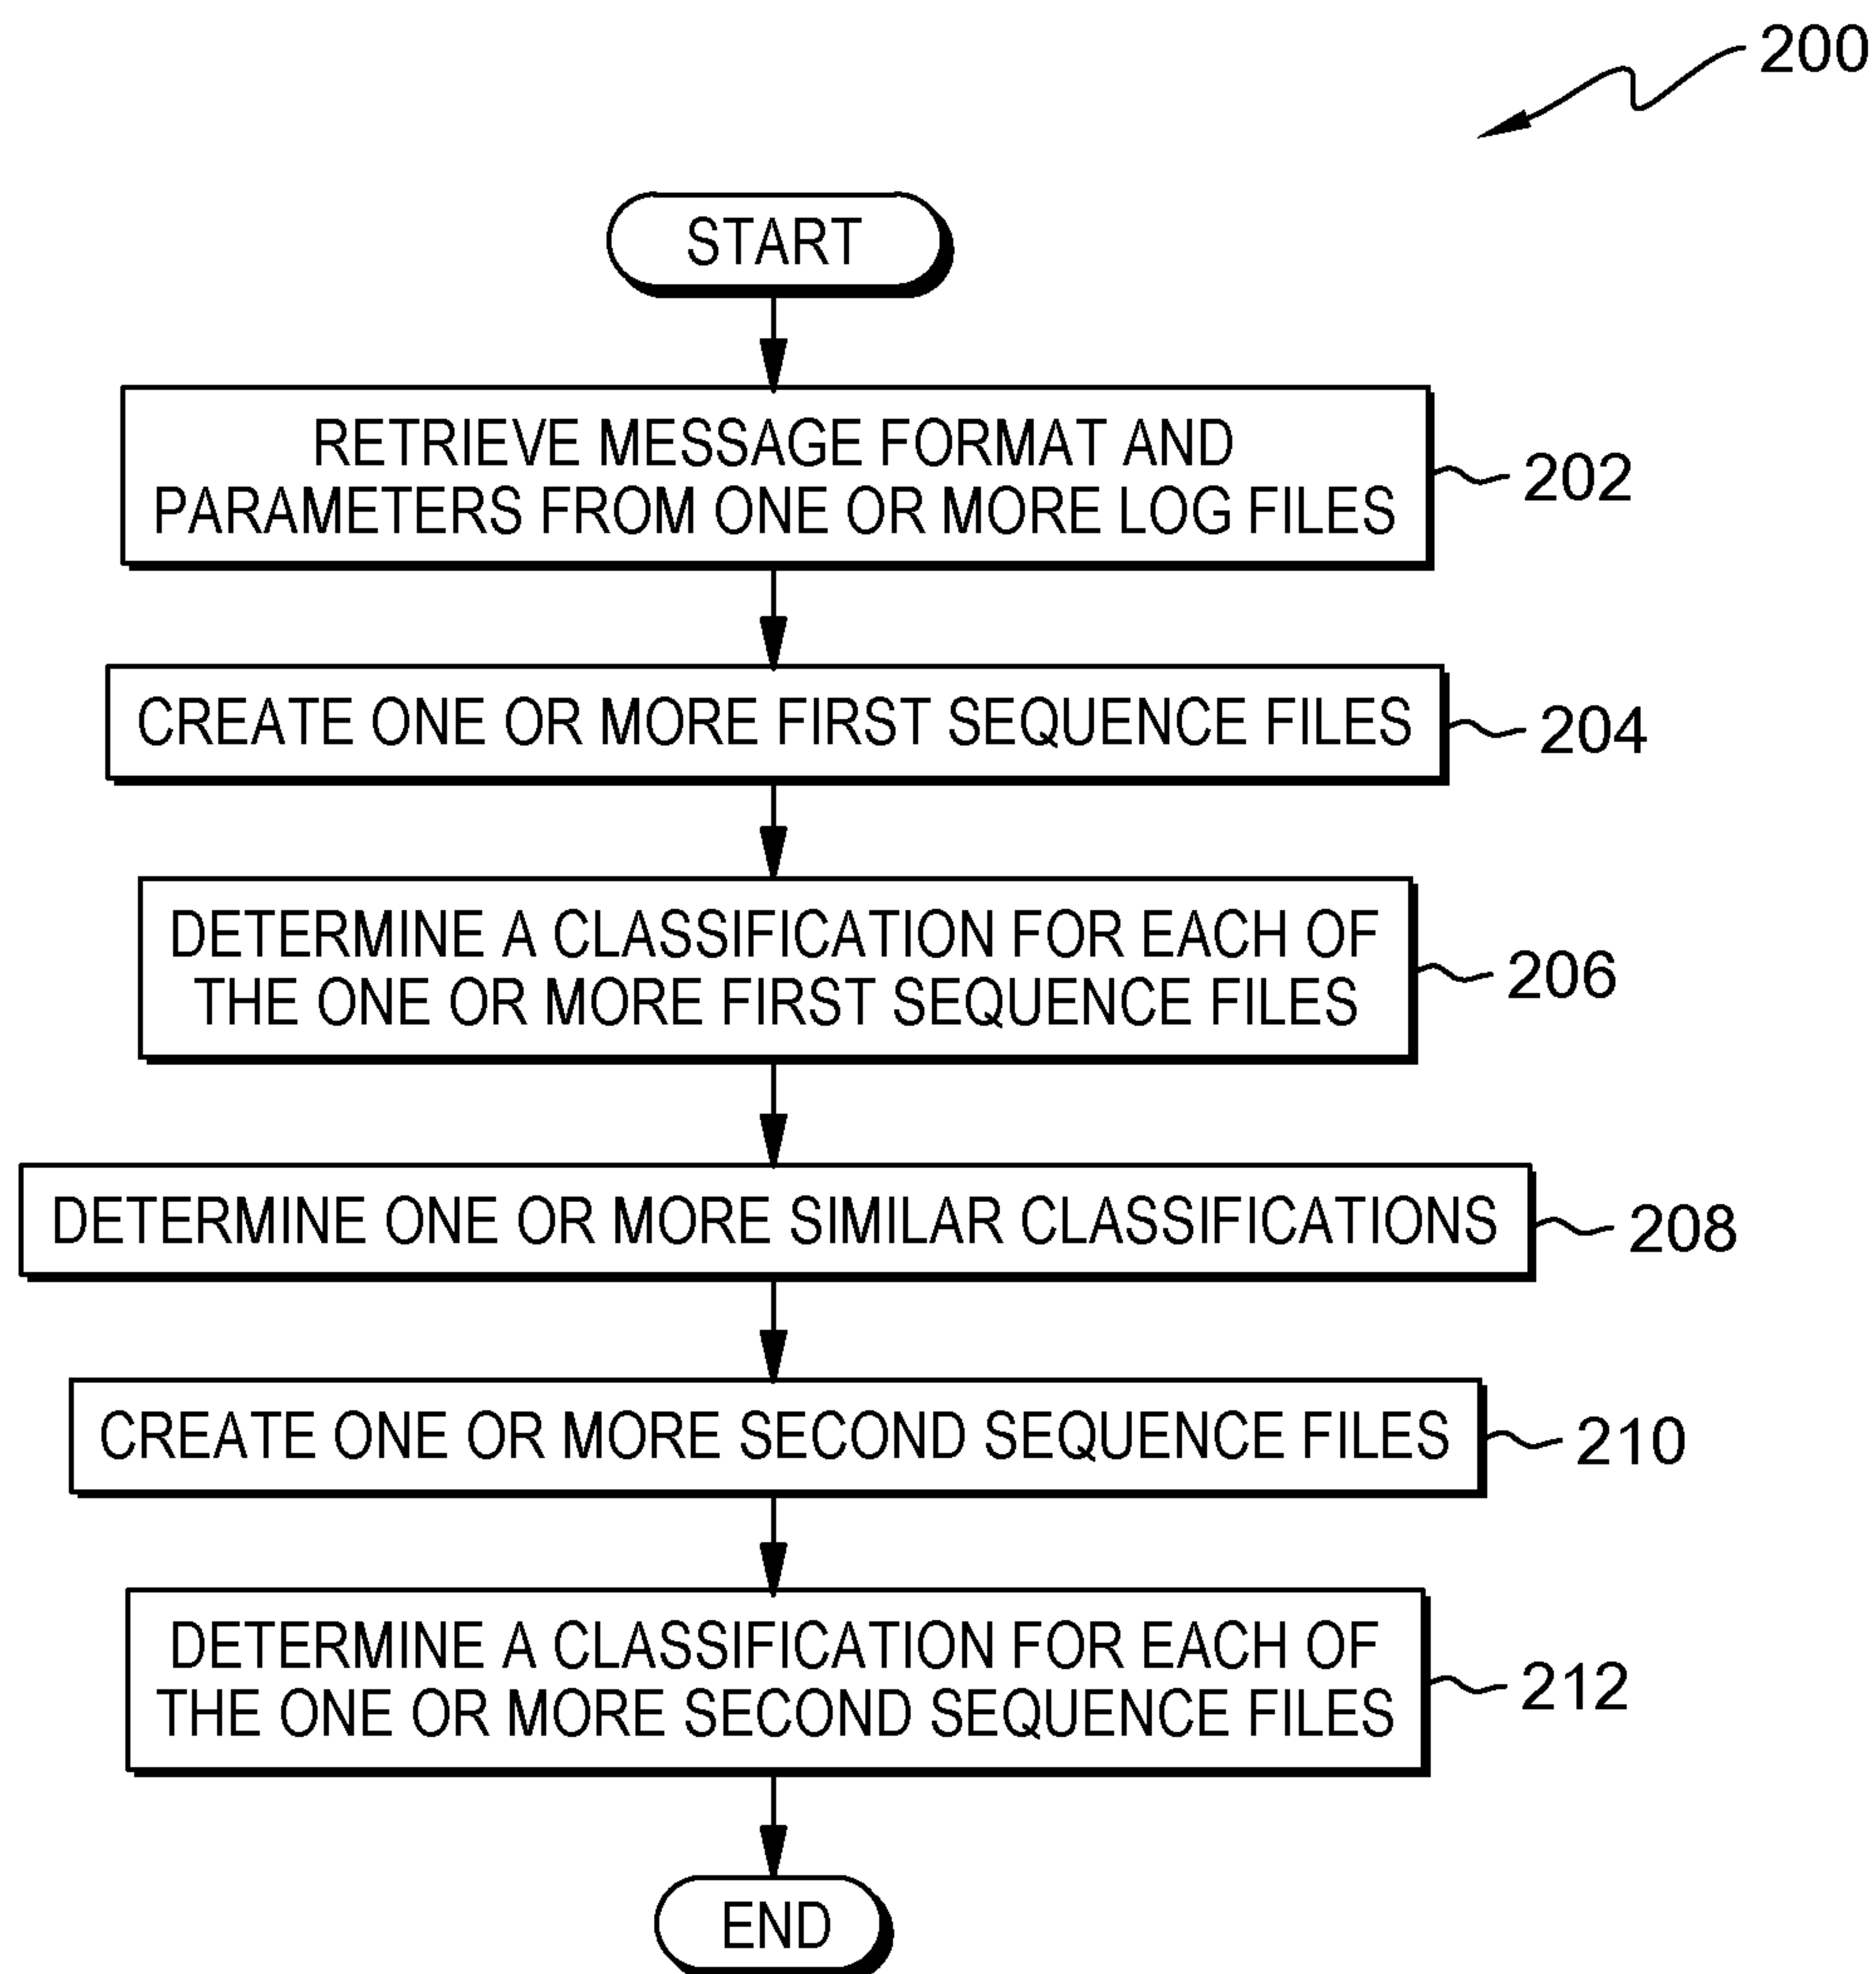 200
START
RETRIEVE MESSAGE FORMAT AND
PARAMETERS FROM ONE OR MORE LOG FILES
202
CREATE ONE OR MORE FIRST SEQUENCE FILES
204
DETERMINE A CLASSIFICATION FOR EACH OF
THE ONE OR MORE FIRST SEQUENCE FILES
206
DETERMINE ONE OR MORE SIMILAR CLASSIFICATIONS
208
CREATE ONE OR MORE SECOND SEQUENCE FILES
210
DETERMINE A CLASSIFICATION FOR EACH OF
THE ONE OR MORE SECOND SEQUENCE FILES
212
END